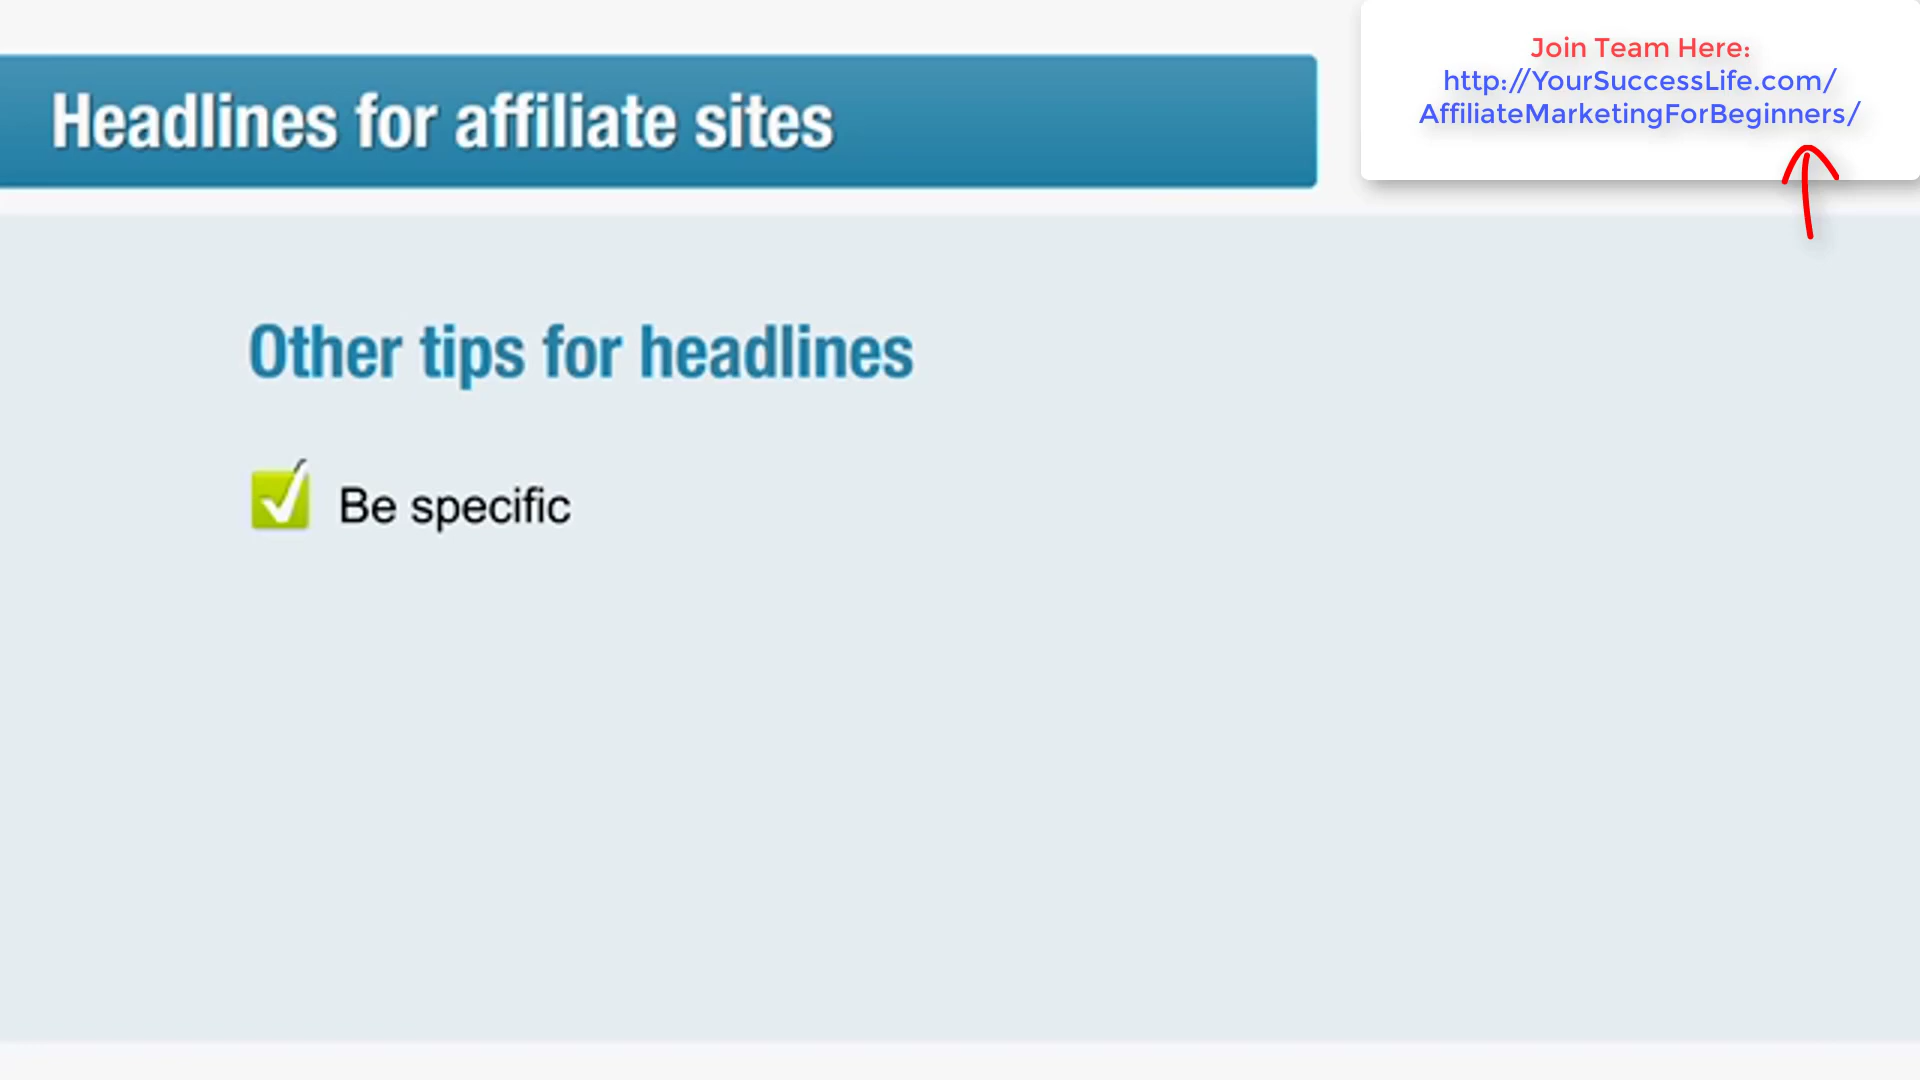 Headlines for affiliate sites
Join Team Here:
http://YourSuccessLife.com/
AffiliateMarketingForBeginners/
Other tips for headlines
Be specific